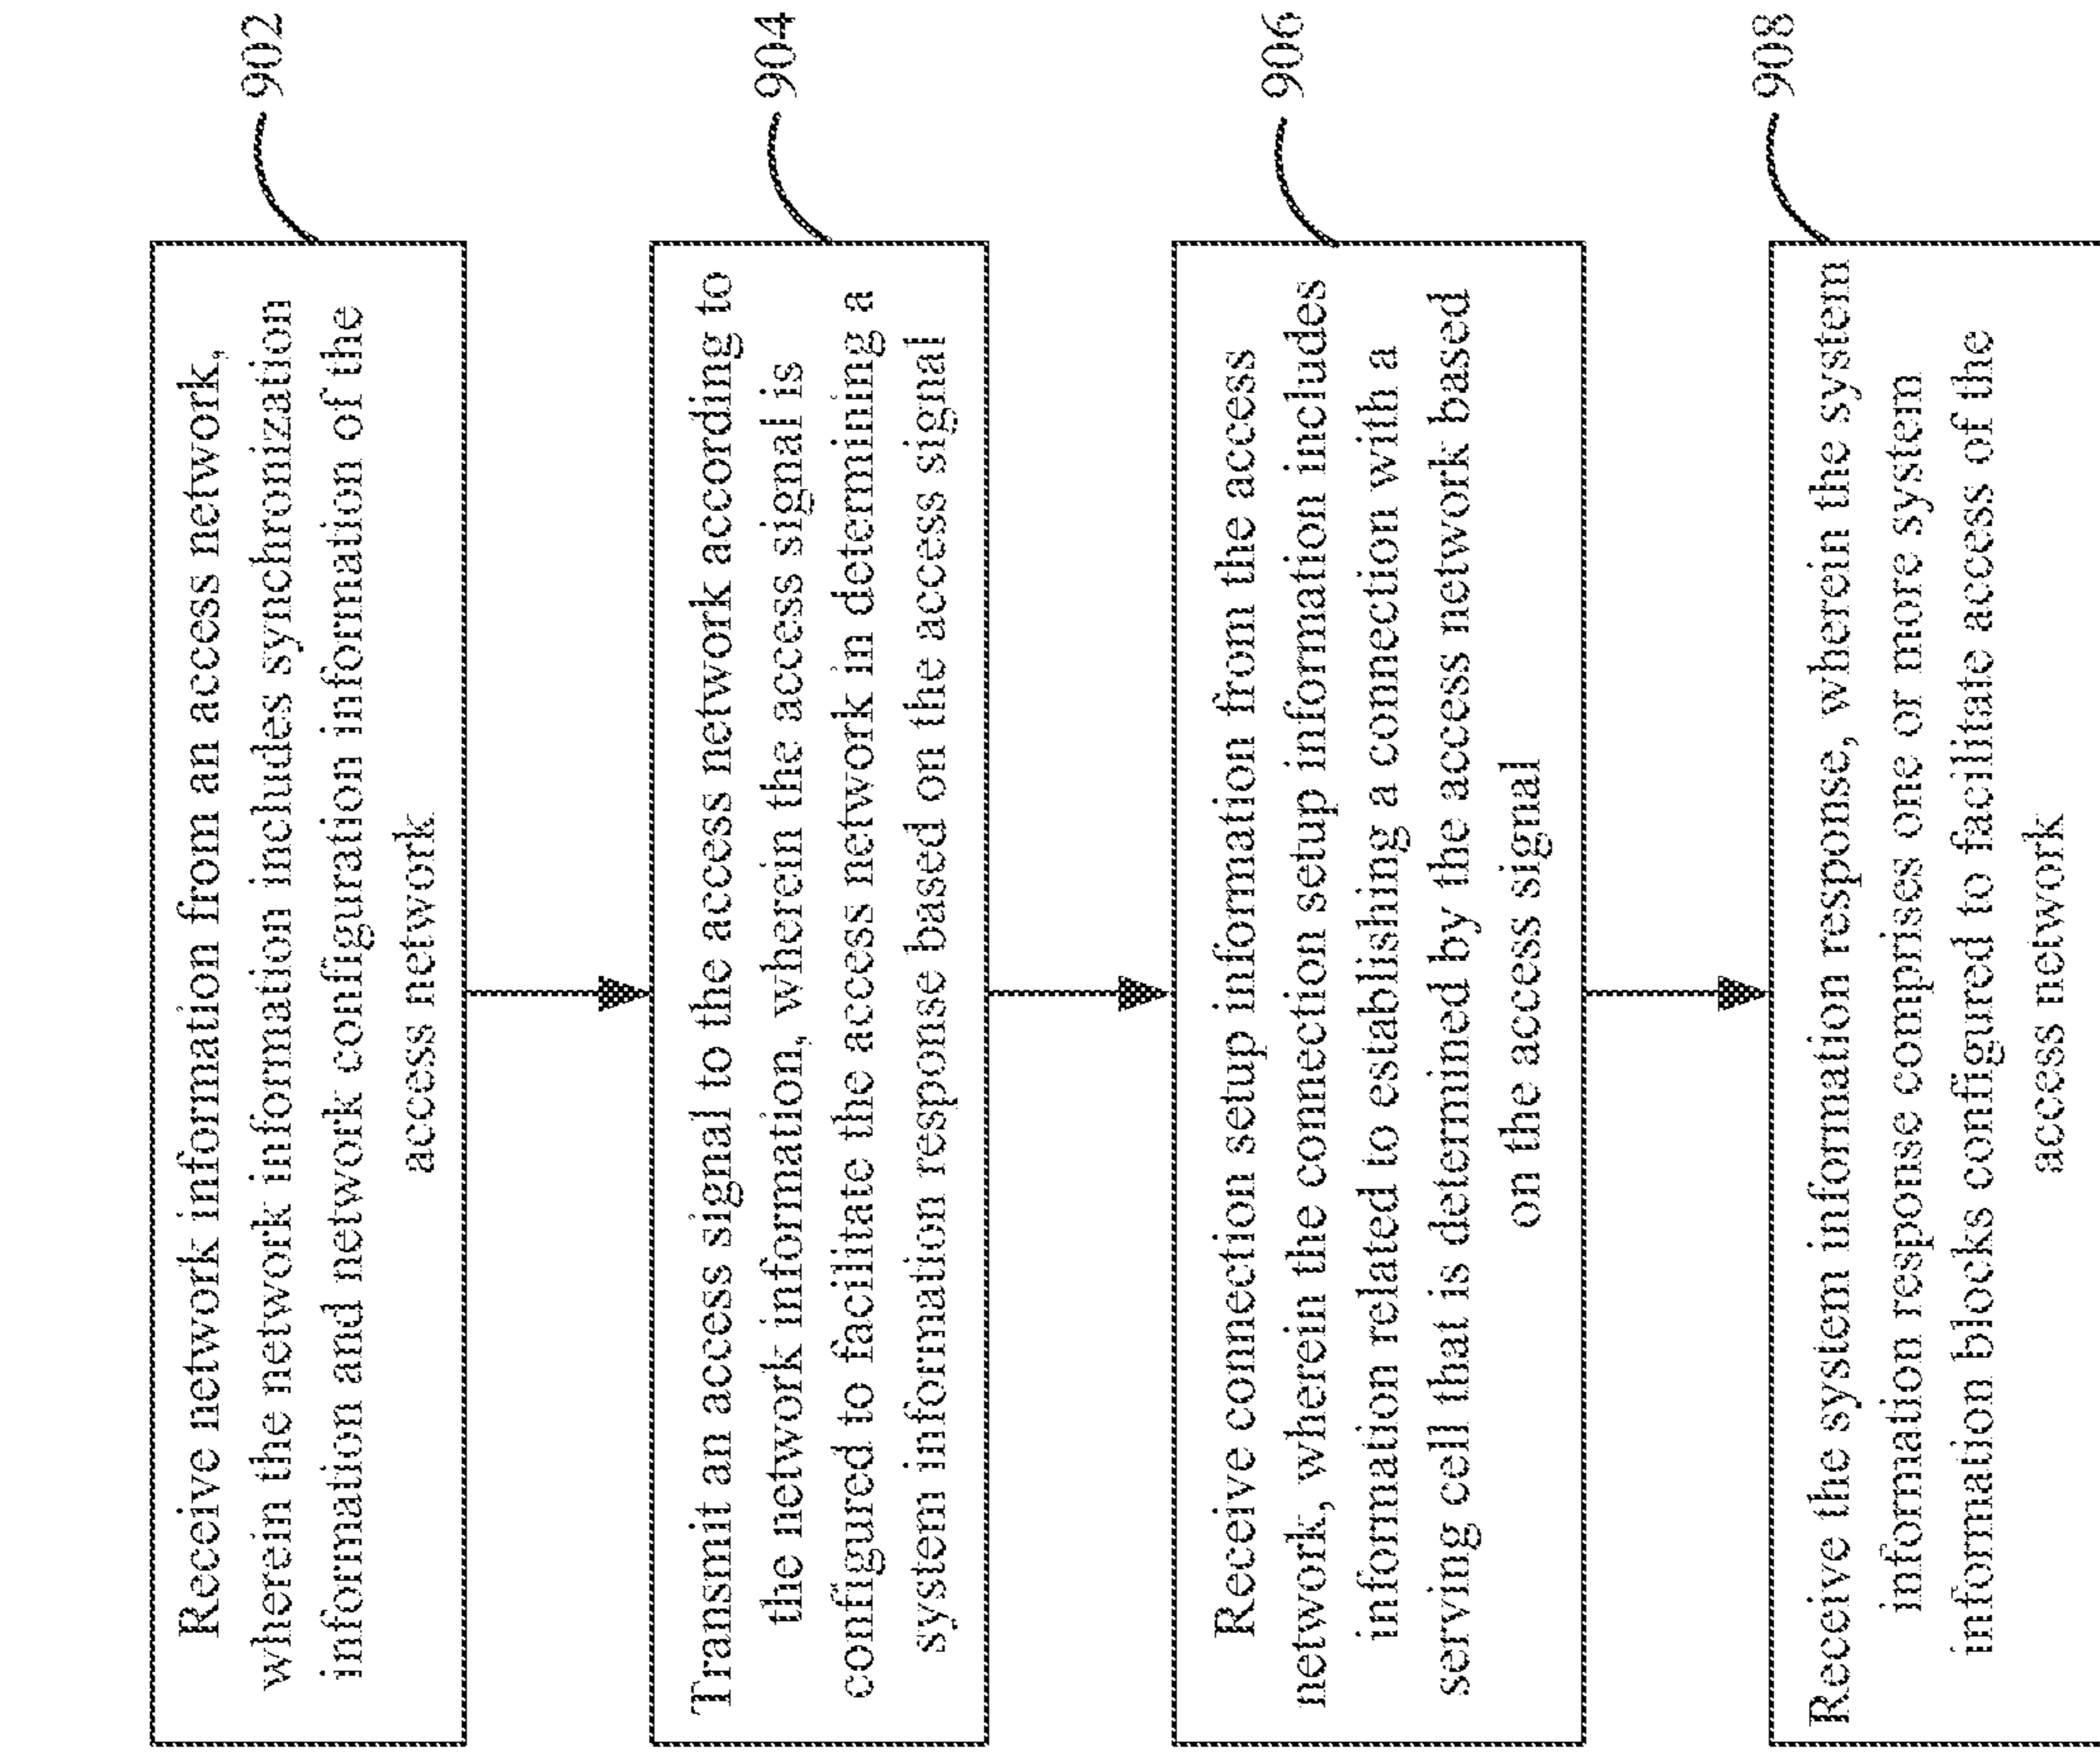 Receive network information from an access network,
wherein the network information includes synchronization
information and network configuration information of the
access network
902
Transmit an access signal to the access network according to
the network information, wherein the access signal is
configured to facilitate the access network in determining a
system information response based on the access signal
904
Receive connection setup information from the access
network, wherein the connection setup information includes
information related to establishing a connection with a
serving cell that is determined by the access network based
on the access signal
906
Receive the system information response, wherein the system
information response comprises one or more system
information blocks configured to facilitate access of the
access network
908